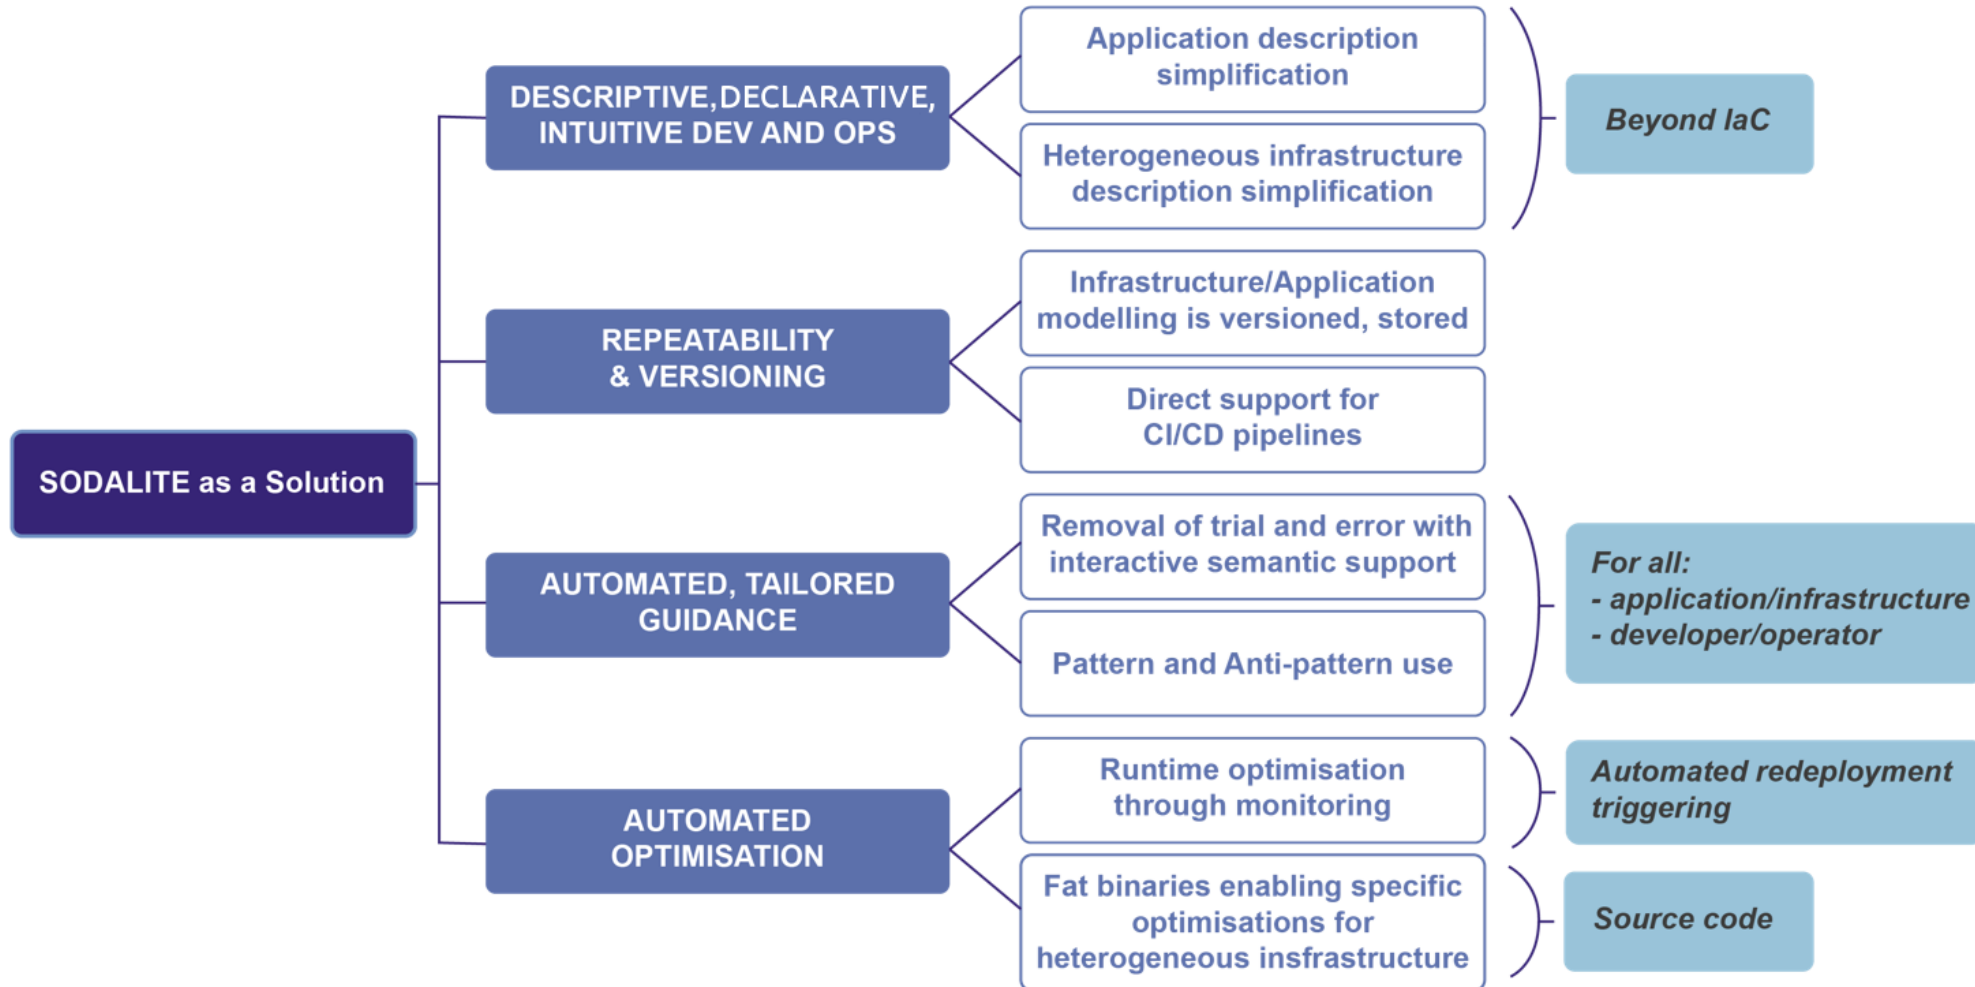 SODALITE as a Solution
DESCRIPTIVE, DECLARATIVE,
INTUITIVE DEV AND OPS
Application description
simplification
Heterogeneous infrastructure
description simplification
Beyond IaC
REPEATABILITY
& VERSIONING
Infrastructure/Application
modelling is versioned, stored
Direct support for
CI/CD pipelines
AUTOMATED, TAILORED
GUIDANCE
Removal of trial and error with
interactive semantic support
Pattern and Anti-pattern use
For all:
- application/infrastructure
- developer/operator
AUTOMATED
OPTIMISATION
Runtime optimisation
through monitoring
Automated redeployment
triggering
Fat binaries enabling specific
optimisations for
heterogeneous insfrastructure
Source code